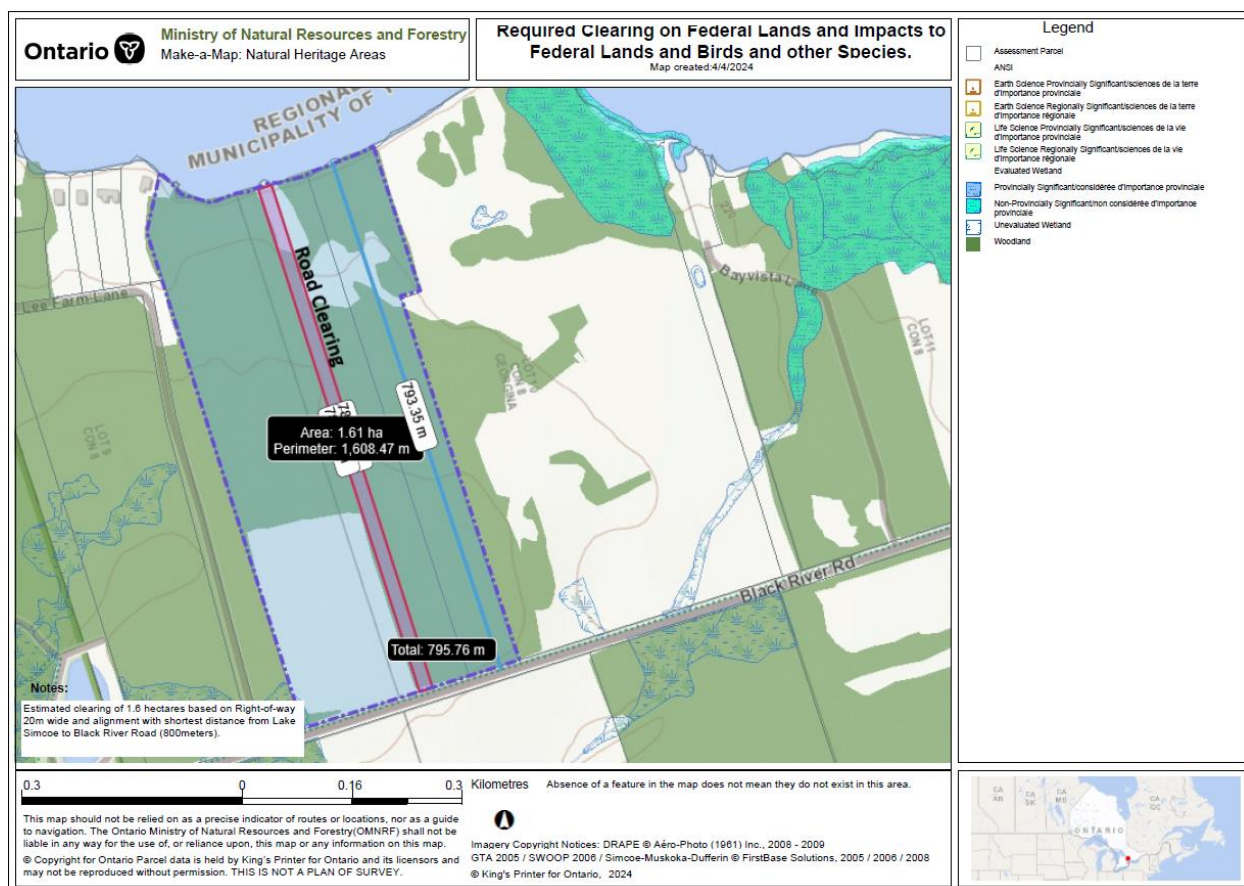 Ontario
Ministry of Natural Resources and Forestry
Make-a-Map: Natural Heritage Areas
Required Clearing on Federal Lands and Impacts to
Federal Lands and Birds and other Species.
Map created:4/4/2024
Legend
Assessment Parcel
ANSI
Earth Science Provincially Significant/sciences de la terre
d'importance provinciale
Earth Science Regionally Significant/sciences de la terre
d'importance régionale
Life Science Provincially Significant/sciences de la vie
d'importance provinciale
Life Science Regionally Significant/sciences de la vie
d'importance régionale
Evaluated Wetland
Provincially Significant/considérée d'importance provinciale
Non-Provincially Significant/non considérée d'importance
provinciale
Unevaluated Wetland
Woodland
REGIONAL
MUNICIPALITY OF
220
Bayvista Lane
Lee Farm Lane
Road Clearing
LOT 11
CON 8
LOT 10
CON 8
GEORGINA
LOT 9
CON 8
793.35 m
Area: 1.61 ha
Perimeter: 1,608.47 m
Black River Rd
Total: 795.76 m
Notes:
Estimated clearing of 1.6 hectares based on Right-of-way
20m wide and alignment with shortest distance from Lake
Simcoe to Black River Road (800meters).
0.3 0 0.16 0.3 Kilometres
Absence of a feature in the map does not mean they do not exist in this area.
This map should not be relied on as a precise indicator of routes or locations, nor as a guide
to navigation. The Ontario Ministry of Natural Resources and Forestry(OMNRF) shall not be
liable in any way for the use of, or reliance upon, this map or any information on this map.
© Copyright for Ontario Parcel data is held by King's Printer for Ontario and its licensors and
may not be reproduced without permission. THIS IS NOT A PLAN OF SURVEY.
Imagery Copyright Notices: DRAPE © Aéro-Photo (1961) Inc., 2008 - 2009
GTA 2005 / SWOOP 2006 / Simcoe-Muskoka-Dufferin © FirstBase Solutions, 2005 / 2006 / 2008
© King's Printer for Ontario, 2024
CA
SK
CA
MB
ONTARIO
CA
QC